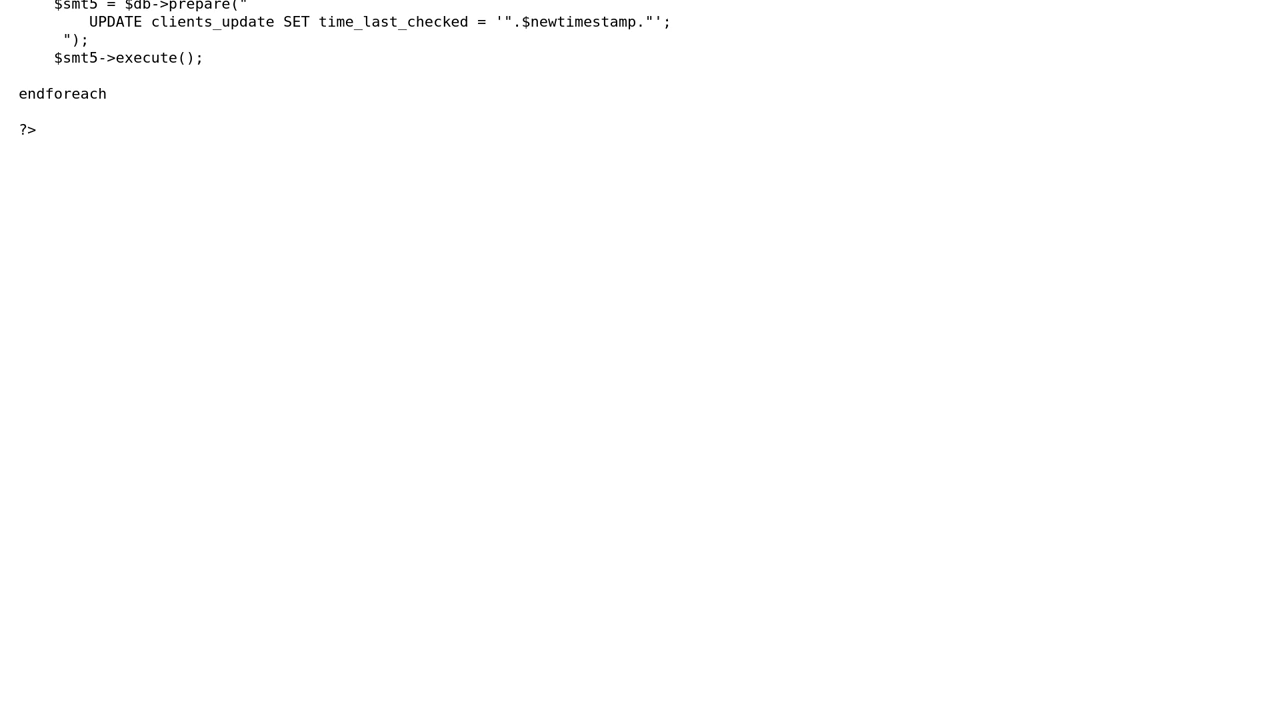 $smt5 = $db->prepare("
UPDATE clients_update SET time_last_checked = '".$newtimestamp."';
");
$smt5->execute();
endforeach
?>